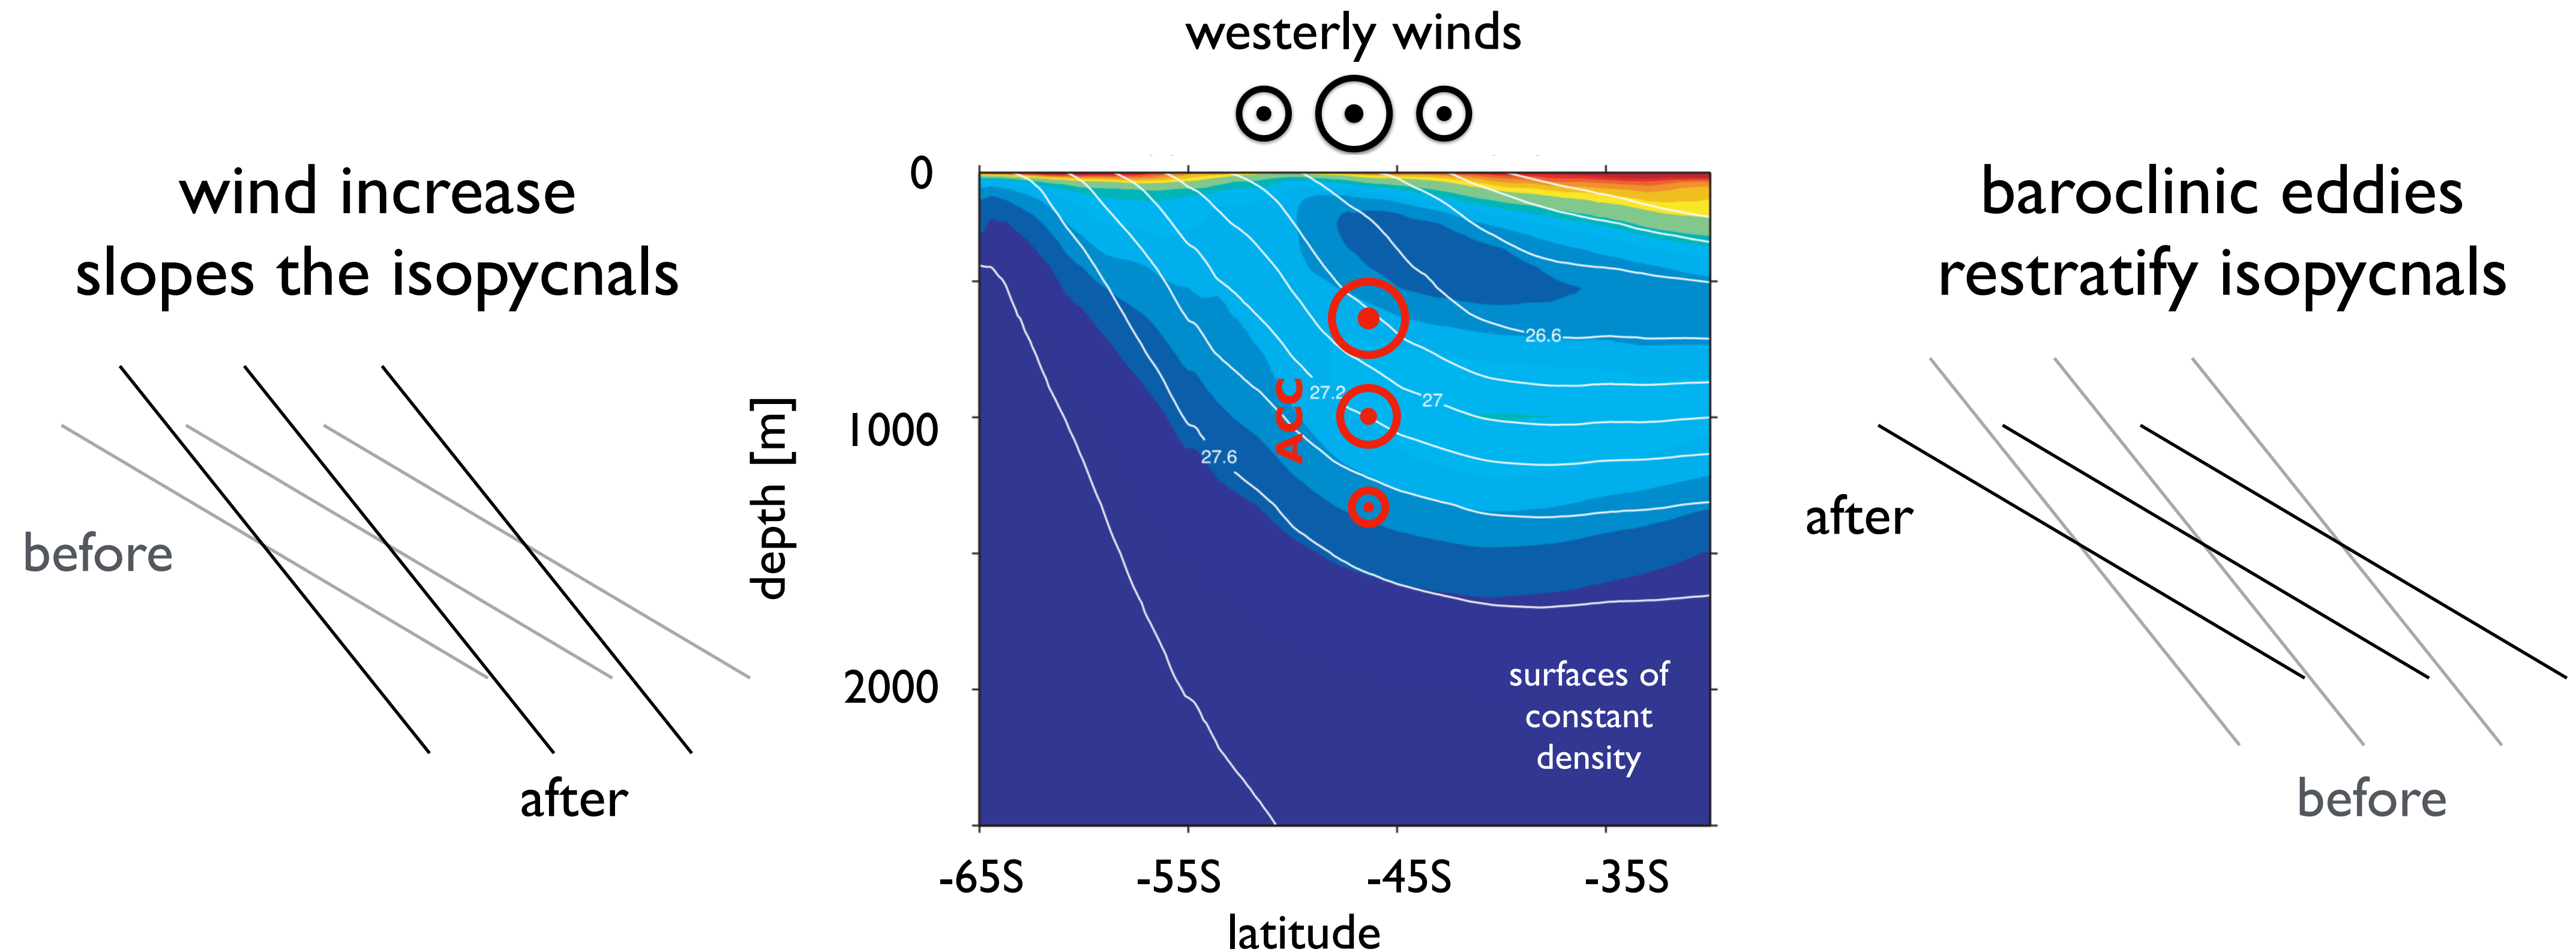 westerly winds
wind increase
slopes the isopycnals
before
after
depth [m]
0
1000
2000
ACC
26.6
27.2
27
27.6
surfaces of
constant
density
-65S
-55S
-45S
-35S
latitude
baroclinic eddies
restratify isopycnals
after
before